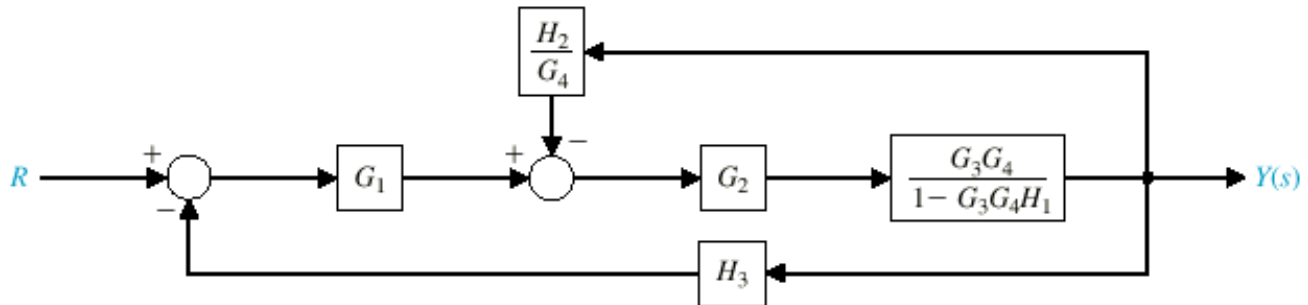 H₂
G₄
+
−
R
+
−
G₁
G₂
G₃G₄
1− G₃G₄H₁
Y(s)
H₃